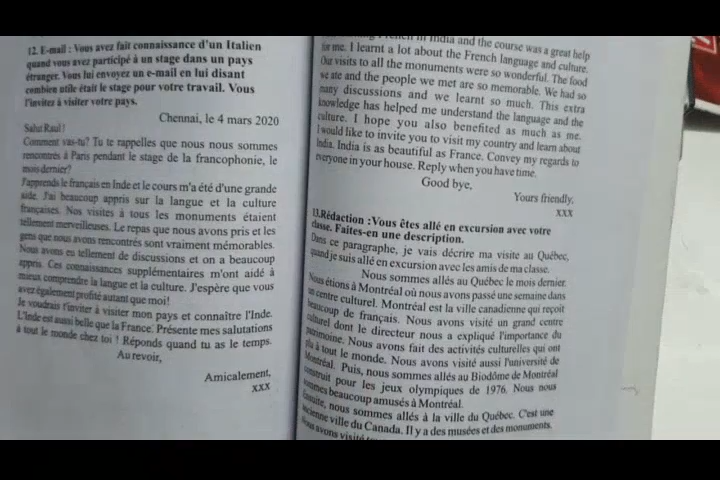 12. E-mail : Vous avez fait connaissance d'un Italien
quand vous avez participé à un stage dans un pays
étranger. Vous lui envoyez un e-mail en lui disant
combien utile était le stage pour votre travail. Vous
l'invitez à visiter votre pays.
Chennai, le 4 mars 2020
Salut Raul !
Comment vas-tu? Tu te rappelles que nous nous sommes
rencontrés à Paris pendant le stage de la francophonie, le
mois dernier?
J'apprends le français en Inde et le cours m'a été d'une grande
aide. J'ai beaucoup appris sur la langue et la culture
françaises. Nos visites à tous les monuments étaient
tellement merveilleuses. Le repas que nous avons pris et les
gens que nous avons rencontrés sont vraiment mémorables.
Nous avons eu tellement de discussions et on a beaucoup
appris. Ces connaissances supplémentaires m'ont aidé à
mieux comprendre la langue et la culture. J'espère que vous
avez également profité autant que moi!
Je voudrais t'inviter à visiter mon pays et connaître l'Inde.
L'Inde est aussi belle que la France. Présente mes salutations
à tout le monde chez toi ! Réponds quand tu as le temps.
Au revoir,
Amicalement,
xxx
French in India and the course was a great help
for me. I learnt a lot about the French language and culture.
Our visits to all the monuments were so wonderful. The food
we ate and the people we met are so memorable. We had so
many discussions and we learnt so much. This extra
knowledge has helped me understand the language and the
culture. I hope you also benefited as much as me.
I would like to invite you to visit my country and learn about
India. India is as beautiful as France. Convey my regards to
everyone in your house. Reply when you have time.
Good bye,
Yours friendly,
xxx
13.Rédaction :Vous êtes allé en excursion avec votre
classe. Faites-en une description.
Dans ce paragraphe, je vais décrire ma visite au Québec,
quand je suis allé en excursion avec les amis de ma classe.
Nous sommes allés au Québec le mois dernier.
Nous étions à Montréal où nous avons passé une semaine dans
un centre culturel. Montréal est la ville canadienne qui reçoit
beaucoup de français. Nous avons visité un grand centre
culturel dont le directeur nous a expliqué l'importance du
patrimoine. Nous avons fait des activités culturelles qui ont
plu à tout le monde. Nous avons visité aussi l'université de
Montréal. Puis, nous sommes allés au Biodôme de Montréal
construit pour les jeux olympiques de 1976. Nous nous
sommes beaucoup amusés à Montréal.
Ensuite, nous sommes allés à la ville du Québec. C'est une
ancienne ville du Canada. Il y a des musées et des monuments.
Nous avons visité